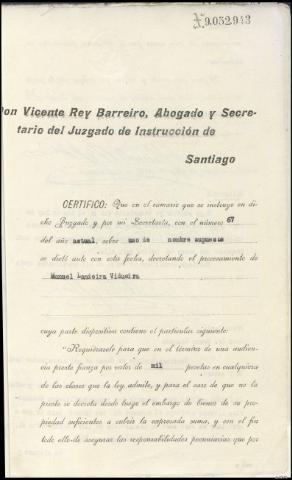 A.9.052.943
Don Vicente Rey Barreiro, Abogado y Secre-
tario del Juzgado de Instrucción de
Santiago
CERTIFICO: Que en el sumario que se instruye en di-
cho Juzgado y por mi Secretaría, con el número 67
del año actual, sobre uso de nombre supuesto
se dictó auto con esta fecha, decretando el procesamiento de
Manuel Lameira Vidueira
cuya parte dispositiva contiene el particular siguiente:
"Requiérasele para que en el término de una audien-
cia preste fianza por valor de mil pesetas en cualquiera
de las clases que la ley admite, y para el caso de que no la
preste se decreta desde luego el embargo de bienes de su pro-
piedad suficientes a cubrir la expresada suma, y con el fin
todo ello de asegurar las responsabilidades pecuniarias que por